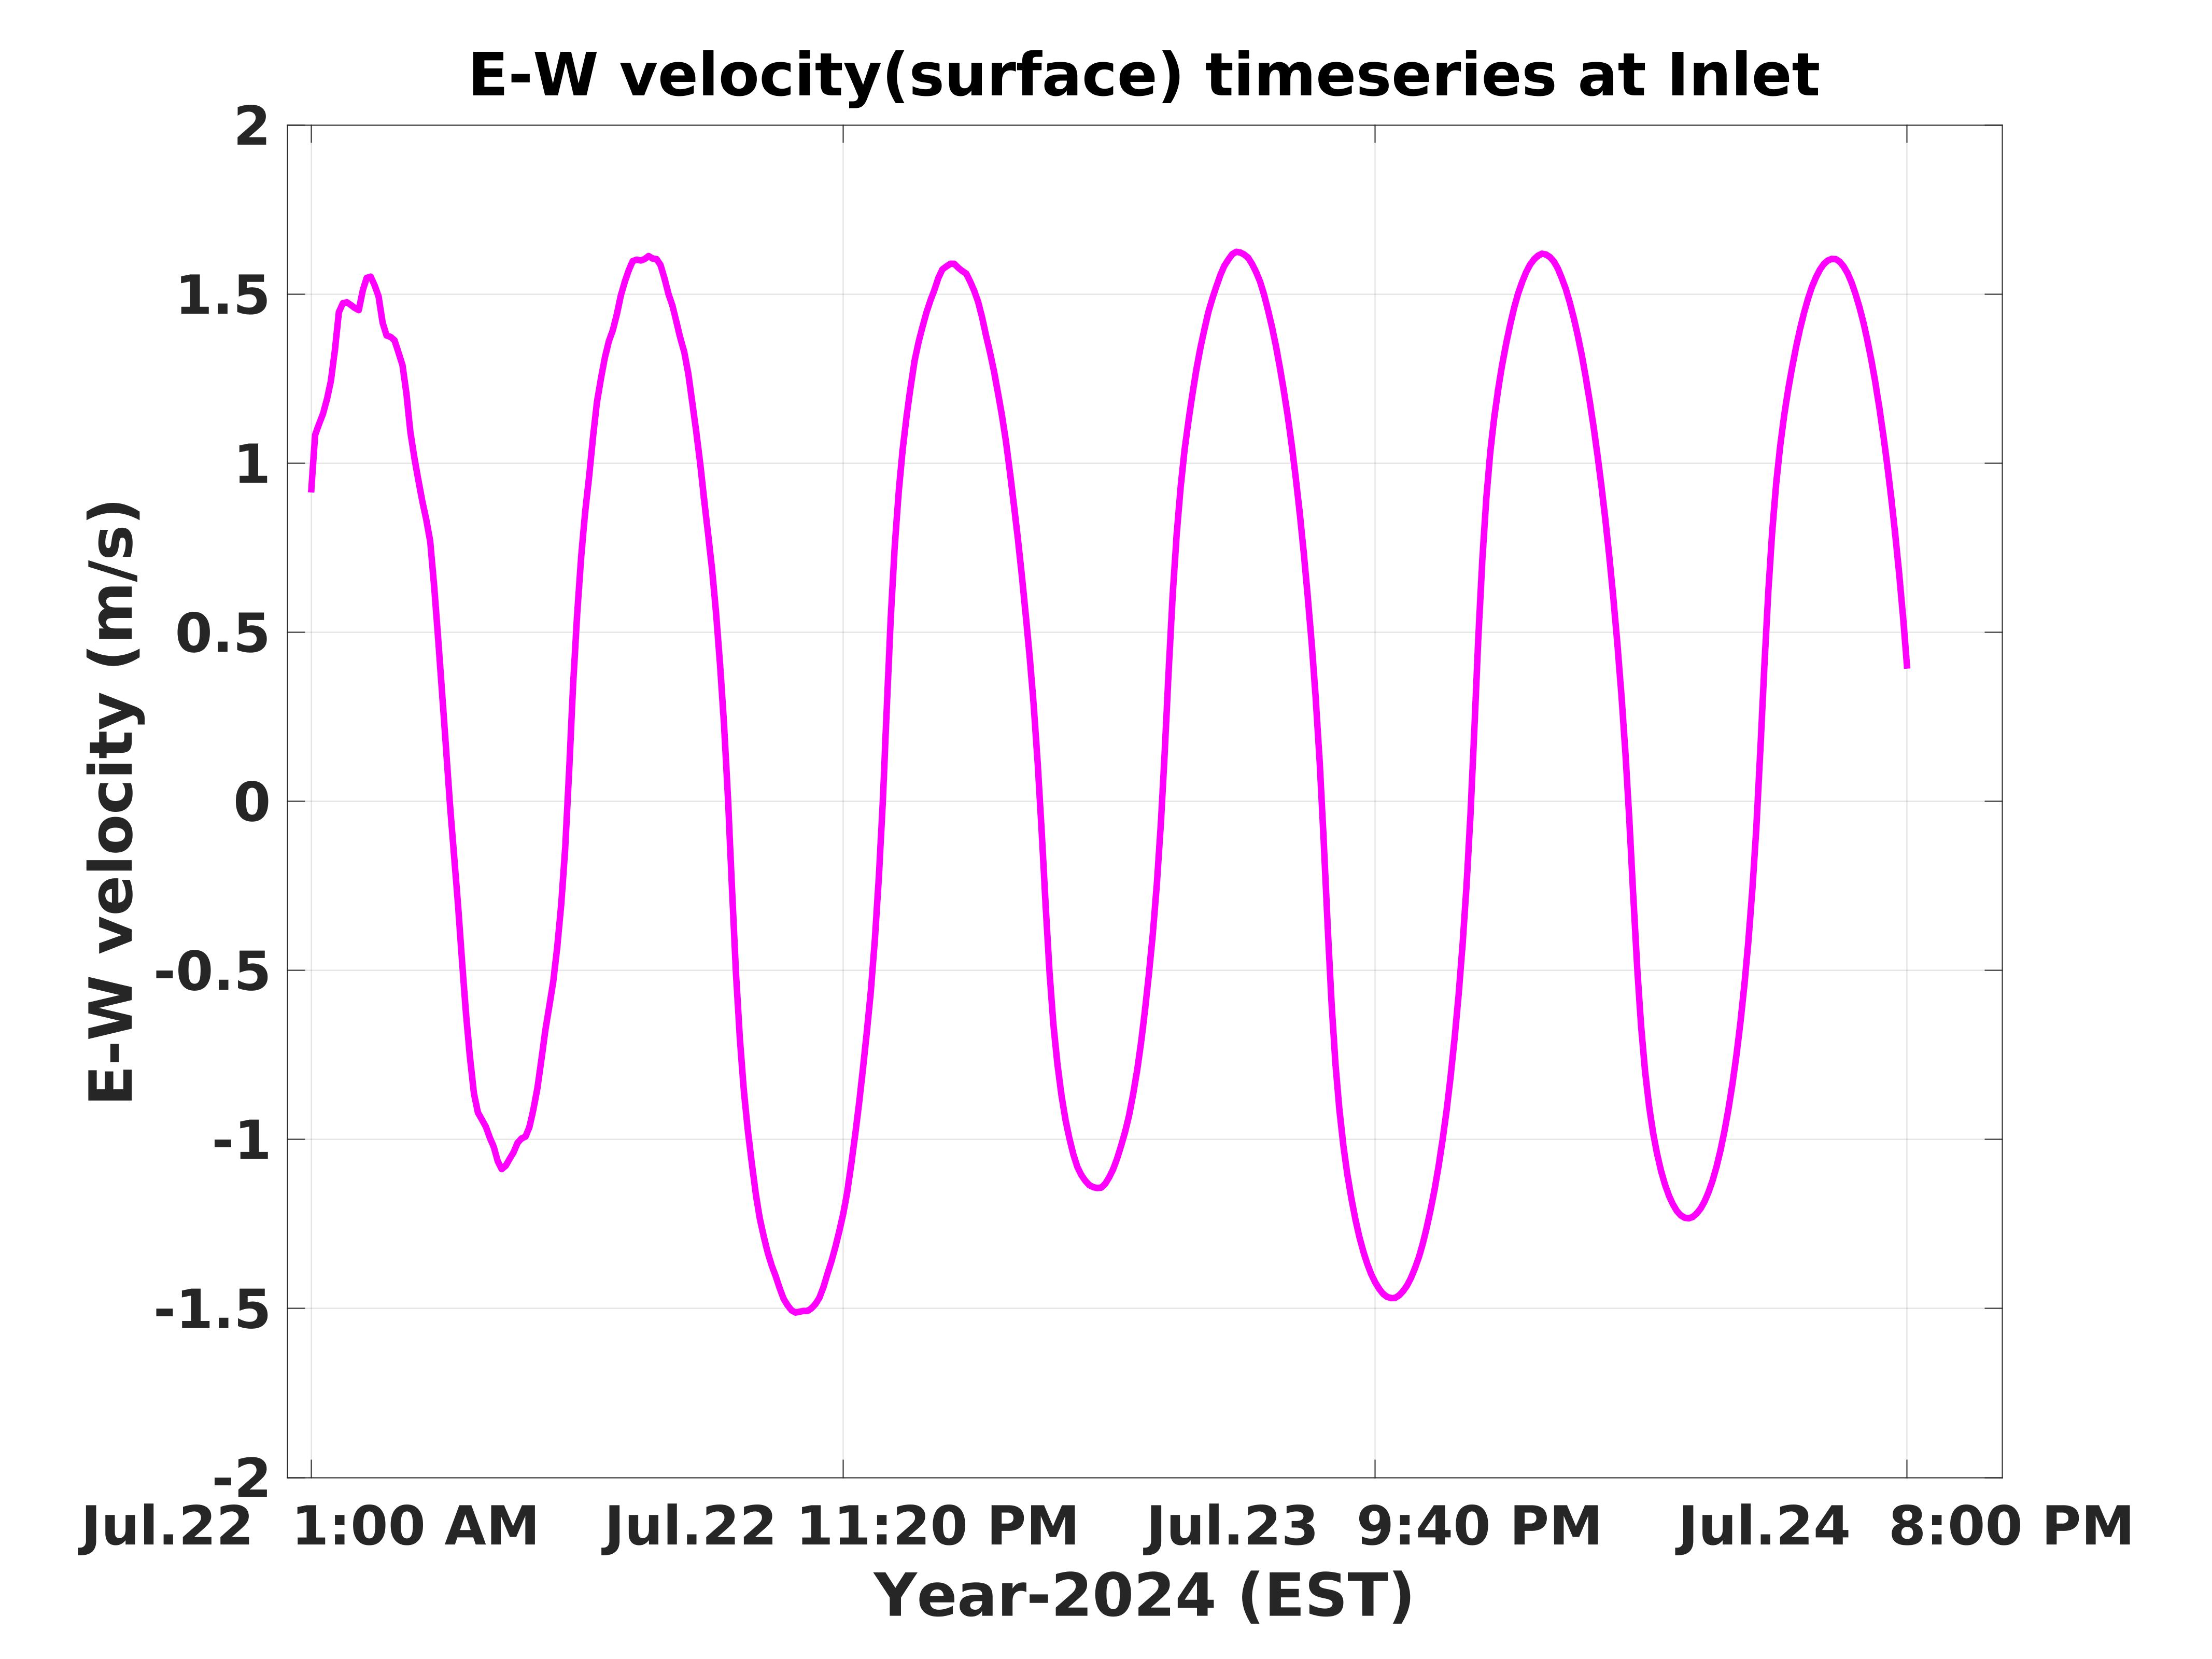 E-W velocity(surface) timeseries at Inlet
2
1.5
1
0.5
0
-0.5
-1
-1.5
-2
E-W velocity (m/s)
Jul.22 1:00 AM Jul.22 11:20 PM Jul.23 9:40 PM Jul.24 8:00 PM
Year-2024 (EST)